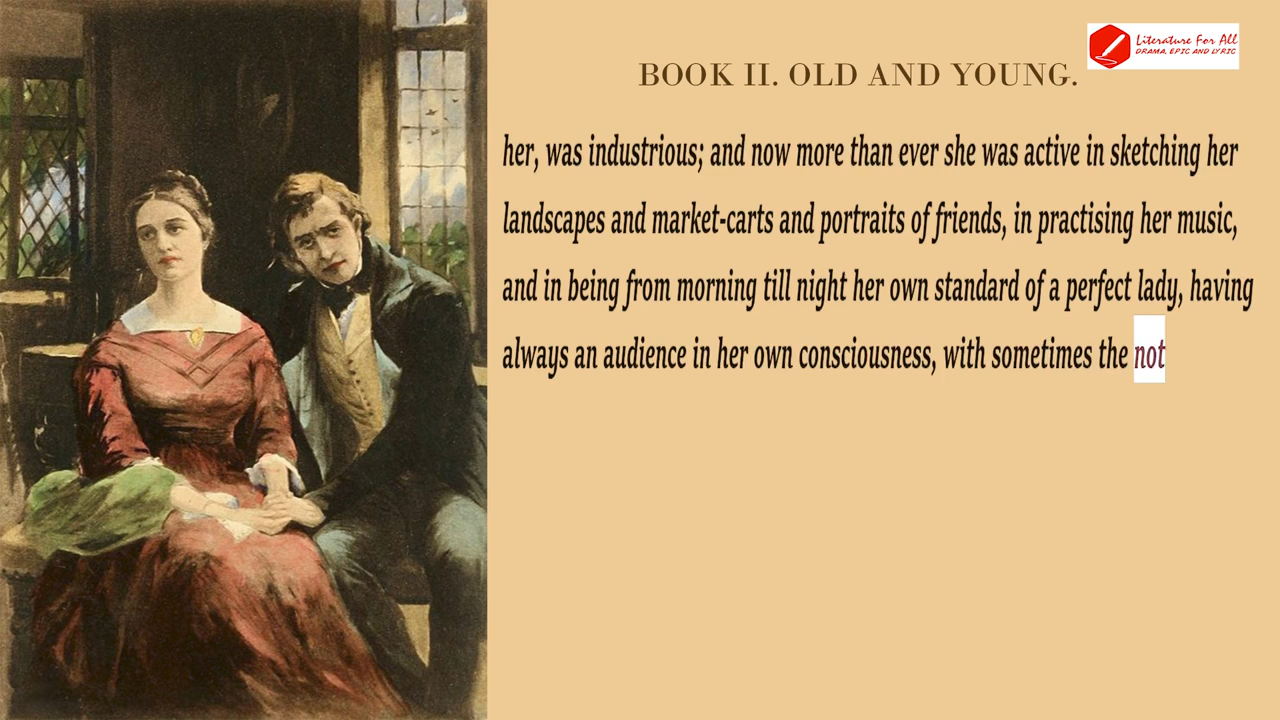 Literature For All
DRAMA, EPIC AND LYRIC
BOOK II. OLD AND YOUNG.
her, was industrious; and now more than ever she was active in sketching her
landscapes and market-carts and portraits of friends, in practising her music,
and in being from morning till night her own standard of a perfect lady, having
always an audience in her own consciousness, with sometimes the not